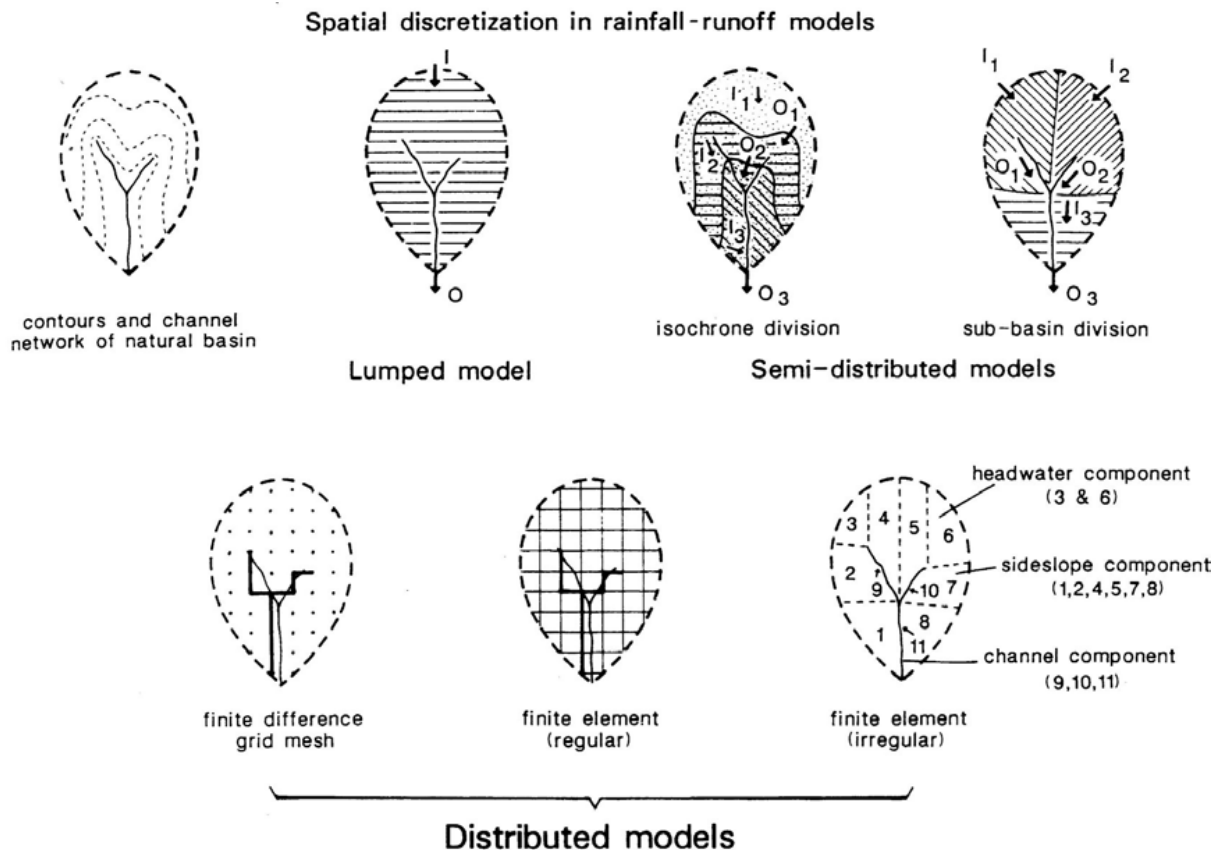 Spatial discretization in rainfall-runoff models
I
O
I1
O1
I2
O2
I3
O3
I1
I2
O1
O2
I3
O3
contours and channel
network of natural basin
isochrone division
sub-basin division
Lumped model
Semi-distributed models
3
4
5
6
2
9
10
7
1
8
11
headwater component
(3 & 6)
sideslope component
(1,2,4,5,7,8)
channel component
(9,10,11)
finite difference
grid mesh
finite element
(regular)
finite element
(irregular)
Distributed models